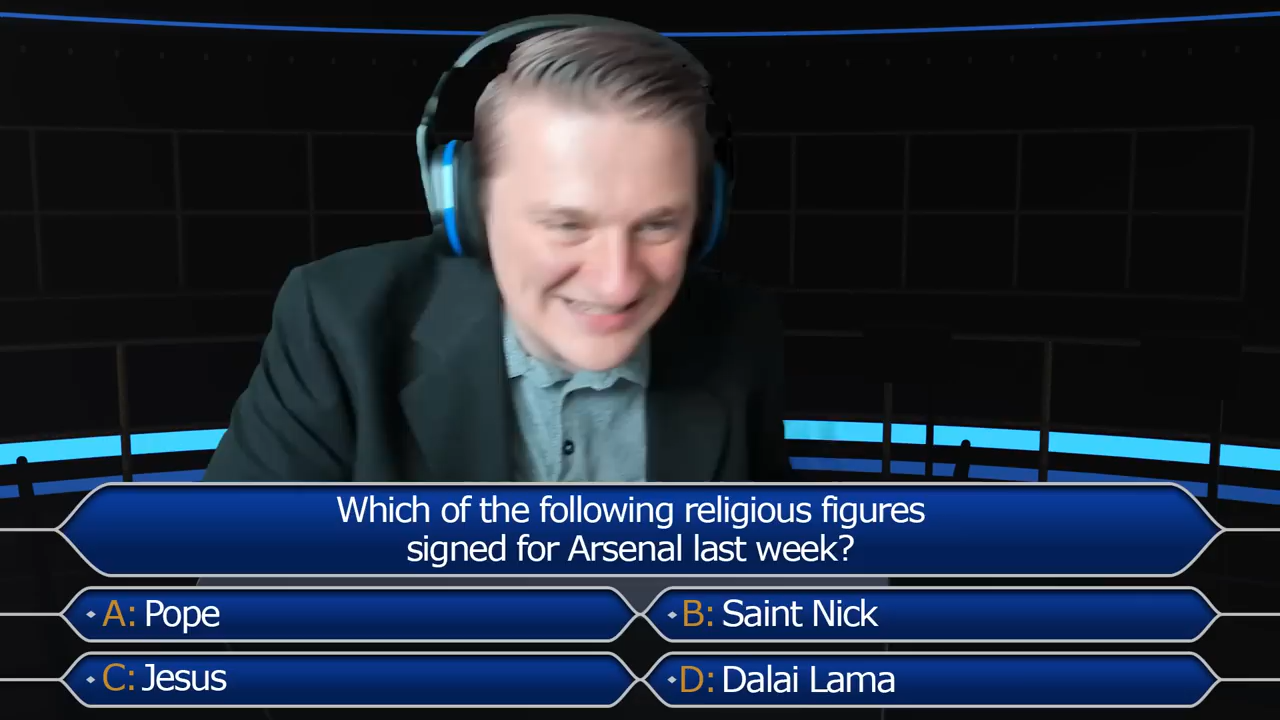 Which of the following religious figures
signed for Arsenal last week?
A: Pope
B: Saint Nick
C: Jesus
D: Dalai Lama